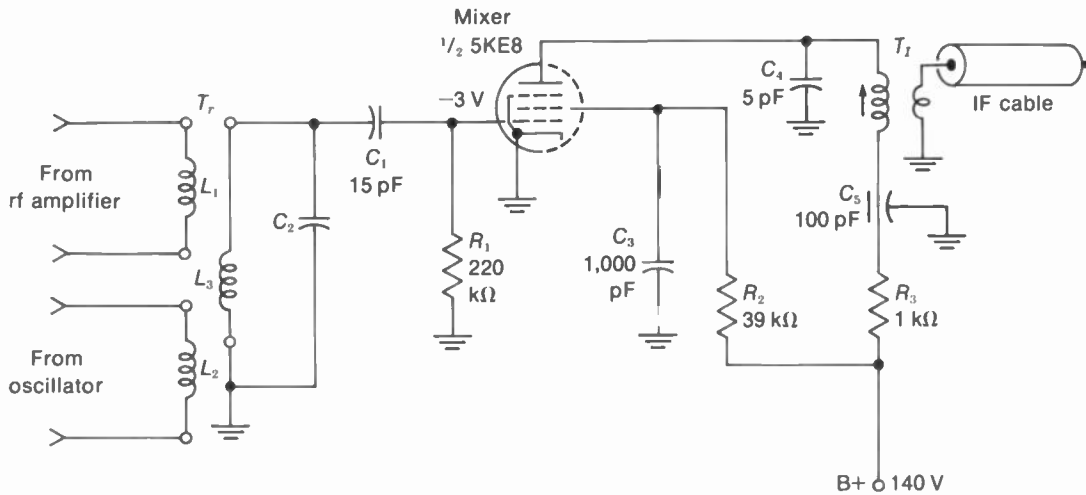 Mixer
1/2 5KE8
−3 V
Tr
From
rf amplifier
L1
L3
From
oscillator
L2
C1
15 pF
C2
R1
220
kΩ
C3
1,000
pF
R2
39 kΩ
C4
5 pF
TI
IF cable
C5
100 pF
R3
1 kΩ
B+ 140 V